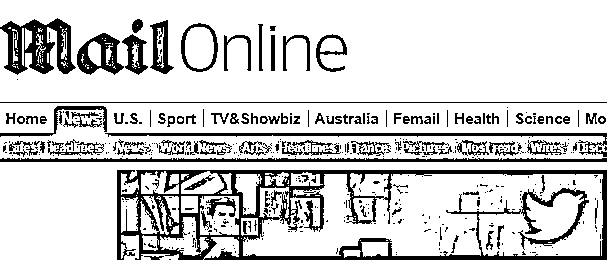 Mail Online
Home News U.S. Sport TV&Showbiz Australia Femail Health Science Mo
Latest Headlines News World News Arts Headlines France Pictures Most read Wires Disco